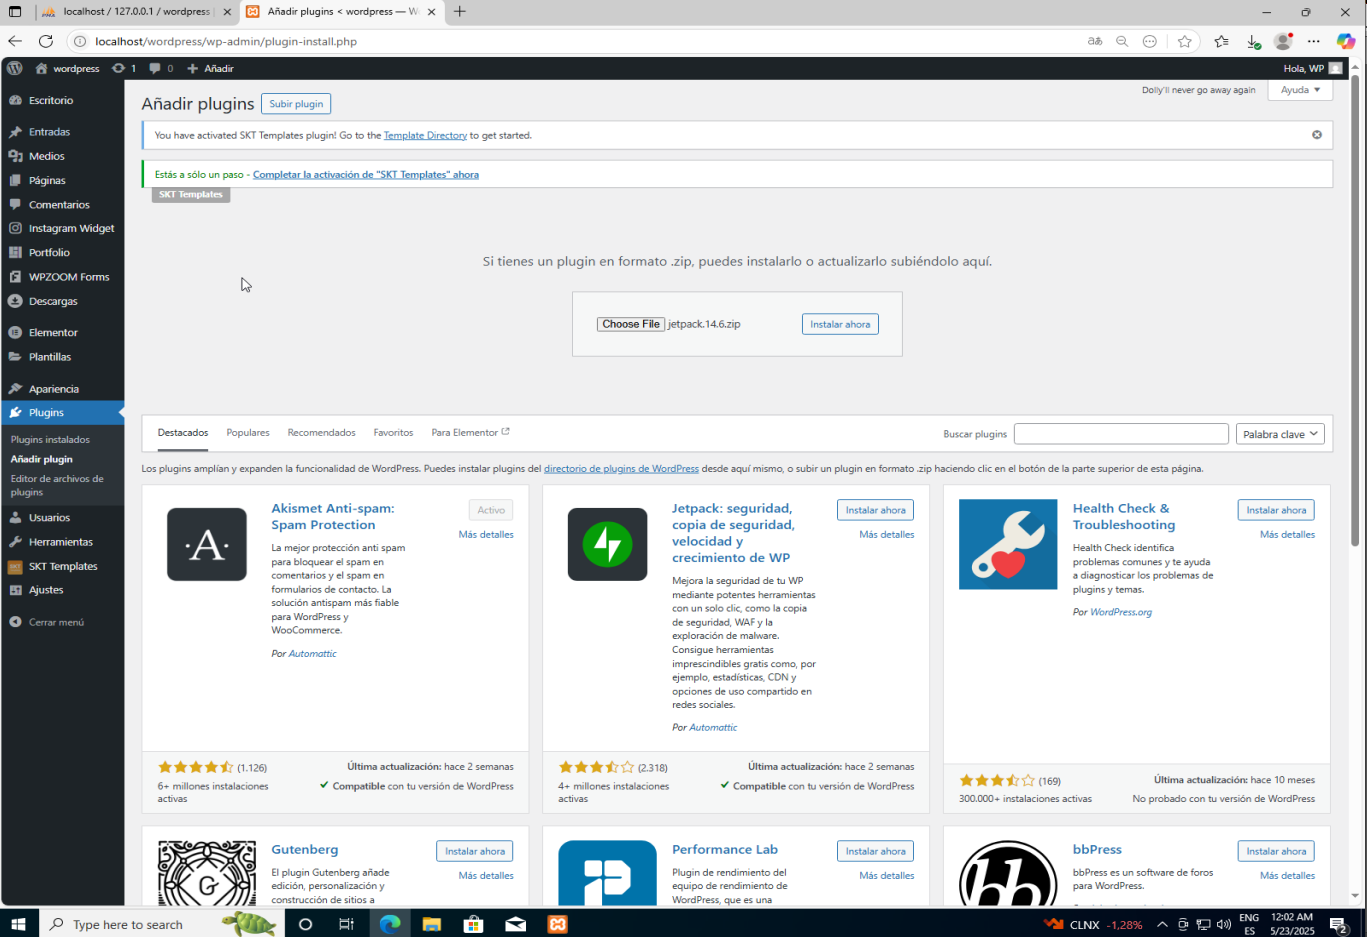 localhost / 127.0.0.1 / wordpress
Añadir plugins < wordpress — W
localhost/wordpress/wp-admin/plugin-install.php
wordpress
1
0
Añadir
Hola, WP
Escritorio
Entradas
Medios
Páginas
Comentarios
Instagram Widget
Portfolio
WPZOOM Forms
Descargas
Elementor
Plantillas
Apariencia
Plugins
Plugins instalados
Añadir plugin
Editor de archivos de
plugins
Usuarios
Herramientas
SKT Templates
Ajustes
Cerrar menú
Dolly'll never go away again
Ayuda
Añadir plugins
Subir plugin
You have activated SKT Templates plugin! Go to the Template Directory to get started.
Estás a sólo un paso - Completar la activación de "SKT Templates" ahora
SKT Templates
Si tienes un plugin en formato .zip, puedes instalarlo o actualizarlo subiéndolo aquí.
Choose File jetpack.14.6.zip
Instalar ahora
Destacados
Populares
Recomendados
Favoritos
Para Elementor
Buscar plugins
Palabra clave
Los plugins amplían y expanden la funcionalidad de WordPress. Puedes instalar plugins del directorio de plugins de WordPress desde aquí mismo, o subir un plugin en formato .zip haciendo clic en el botón de la parte superior de esta página.
Akismet Anti-spam:
Spam Protection
Activo
Más detalles
La mejor protección anti spam
para bloquear el spam en
comentarios y el spam en
formularios de contacto. La
solución antispam más fiable
para WordPress y
WooCommerce.
Por Automattic
(1.126)
6+ millones instalaciones
activas
Última actualización: hace 2 semanas
Compatible con tu versión de WordPress
Jetpack: seguridad,
copia de seguridad,
velocidad y
crecimiento de WP
Instalar ahora
Más detalles
Mejora la seguridad de tu WP
mediante potentes herramientas
con un solo clic, como la copia
de seguridad, WAF y la
exploración de malware.
Consigue herramientas
imprescindibles gratis como, por
ejemplo, estadísticas, CDN y
opciones de uso compartido en
redes sociales.
Por Automattic
(2.318)
4+ millones instalaciones
activas
Última actualización: hace 2 semanas
Compatible con tu versión de WordPress
Health Check &
Troubleshooting
Instalar ahora
Más detalles
Health Check identifica
problemas comunes y te ayuda
a diagnosticar los problemas de
plugins y temas.
Por WordPress.org
(169)
300.000+ instalaciones activas
Última actualización: hace 10 meses
No probado con tu versión de WordPress
Gutenberg
Instalar ahora
Más detalles
El plugin Gutenberg añade
edición, personalización y
construcción de sitios a
Performance Lab
Instalar ahora
Más detalles
Plugin de rendimiento del
equipo de rendimiento de
WordPress, que es una
bbPress
Instalar ahora
Más detalles
bbPress es un software de foros
para WordPress.
Type here to search
CLNX -1,28%
ENG
ES
12:02 AM
5/23/2025
2